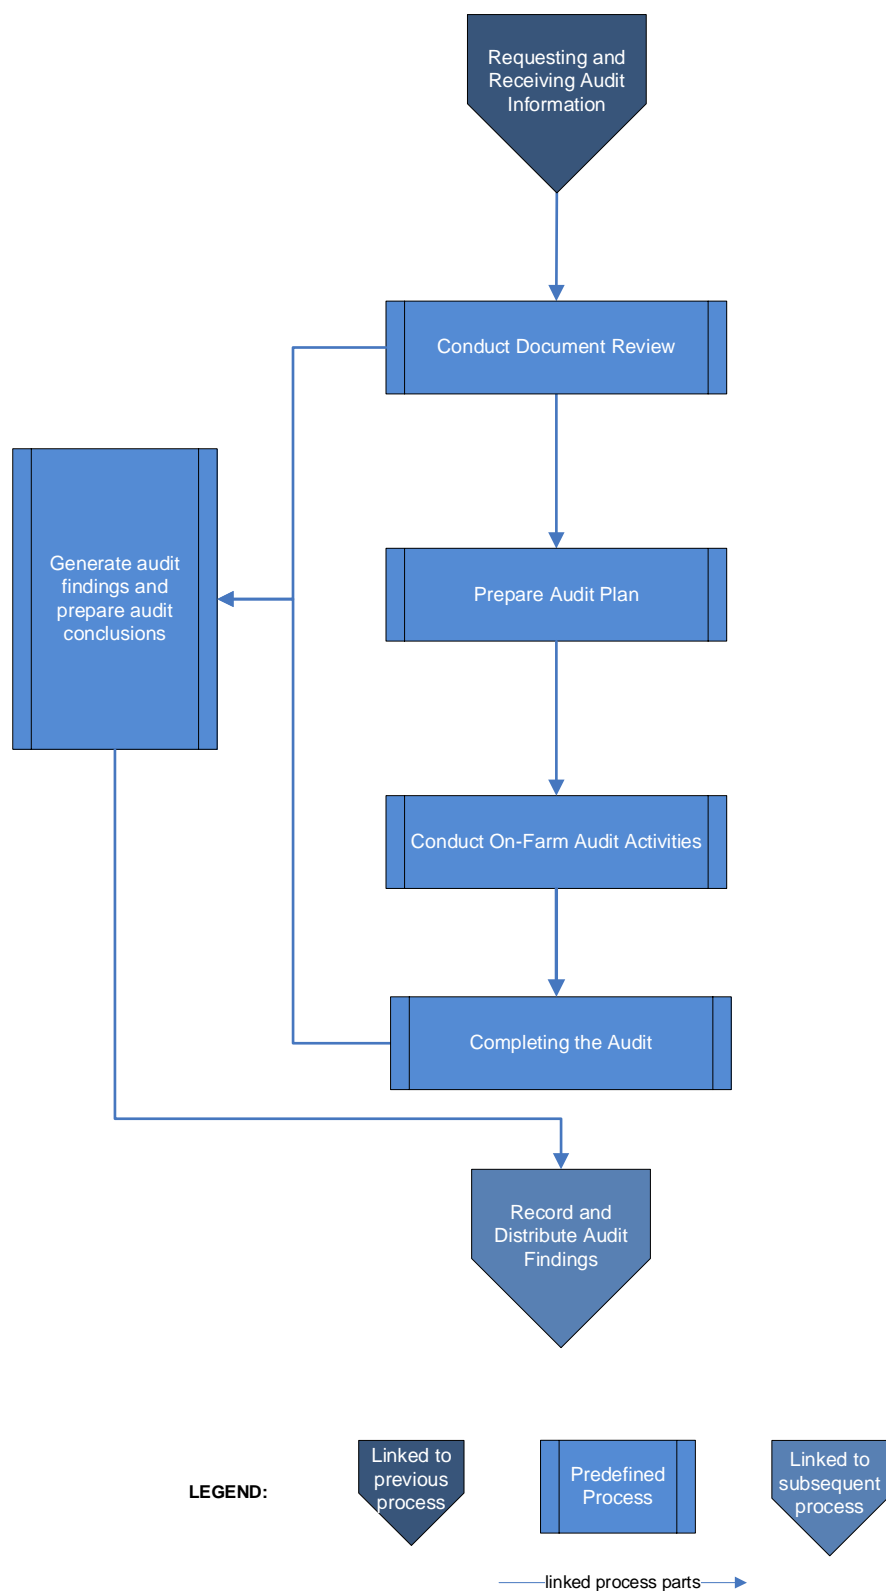 Requesting and
Receiving Audit
Information
Conduct Document Review
Generate audit
findings and
prepare audit
conclusions
Prepare Audit Plan
Conduct On-Farm Audit Activities
Completing the Audit
Record and
Distribute Audit
Findings
LEGEND:
Linked to
previous
process
Predefined
Process
Linked to
subsequent
process
linked process parts